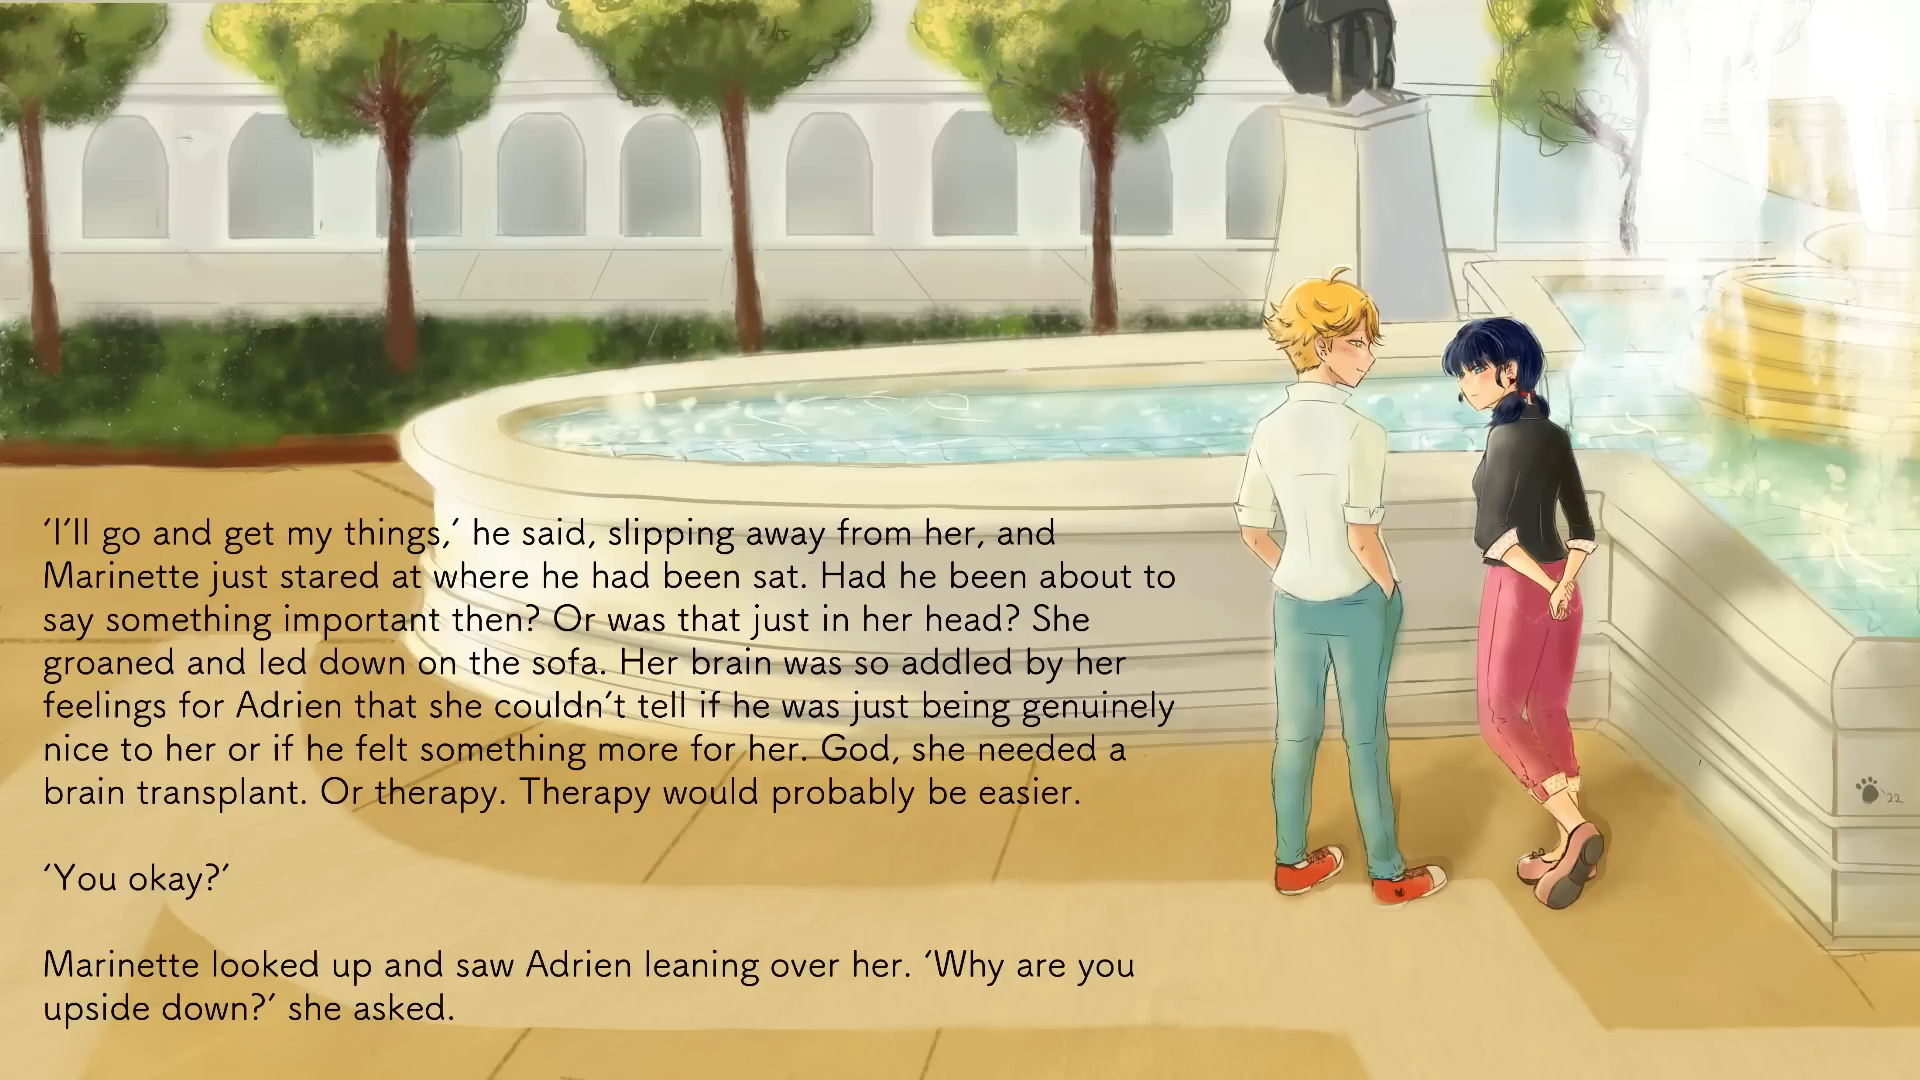 ‘I’ll go and get my things,’ he said, slipping away from her, and
Marinette just stared at where he had been sat. Had he been about to
say something important then? Or was that just in her head? She
groaned and led down on the sofa. Her brain was so addled by her
feelings for Adrien that she couldn’t tell if he was just being genuinely
nice to her or if he felt something more for her. God, she needed a
brain transplant. Or therapy. Therapy would probably be easier.
‘You okay?’
Marinette looked up and saw Adrien leaning over her. ‘Why are you
upside down?’ she asked.
'22